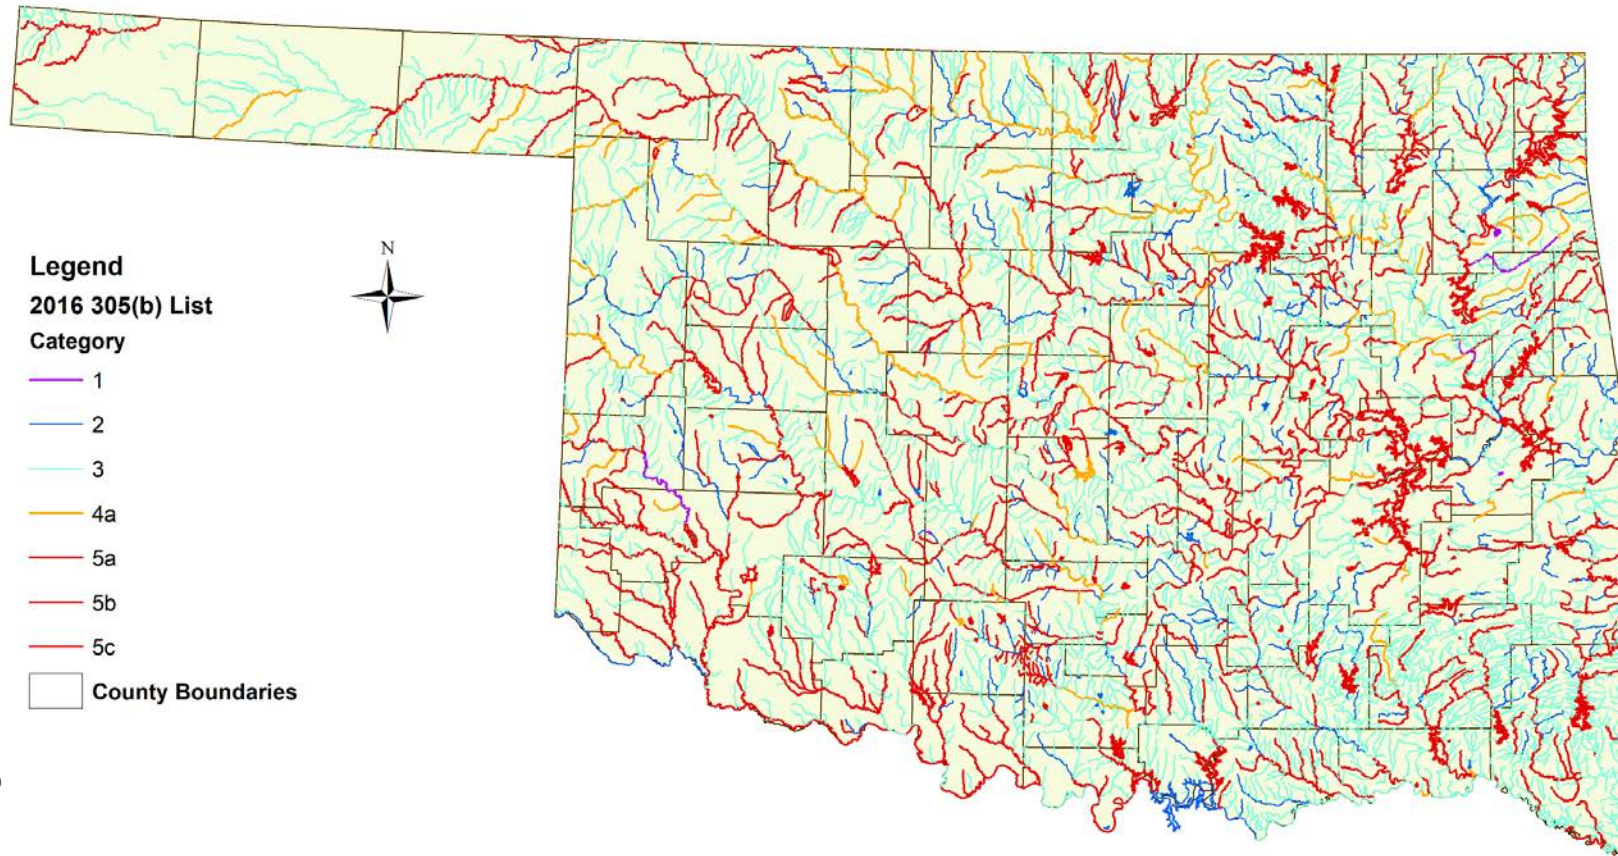 N
Legend
2016 305(b) List
Category
1
2
3
4a
5a
5b
5c
County Boundaries